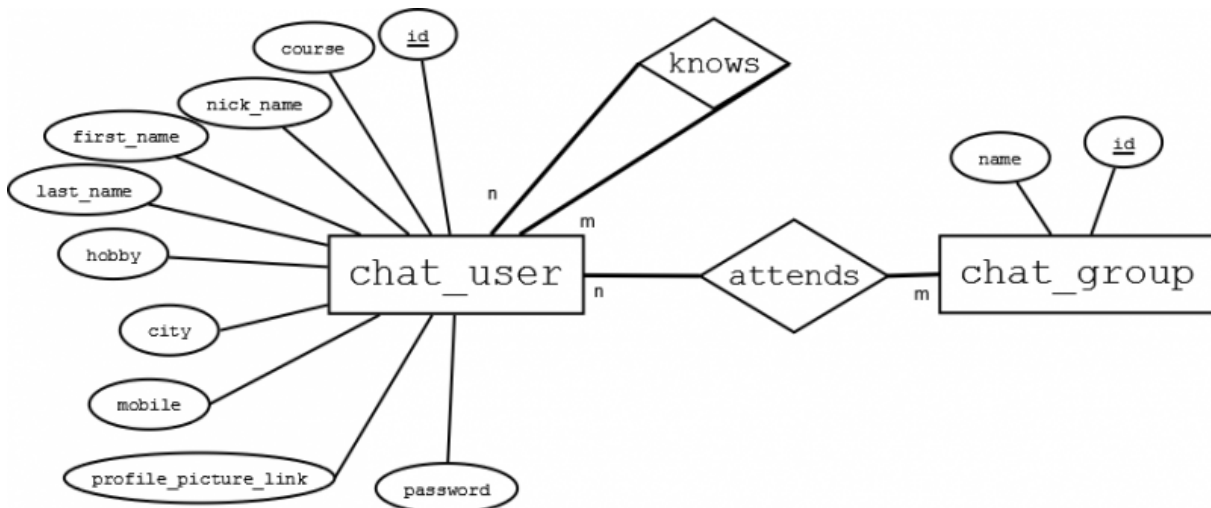 id
course
knows
nick_name
first_name
name
id
last_name
n
m
hobby
chat_user
attends
chat_group
n
m
city
mobile
profile_picture_link
password